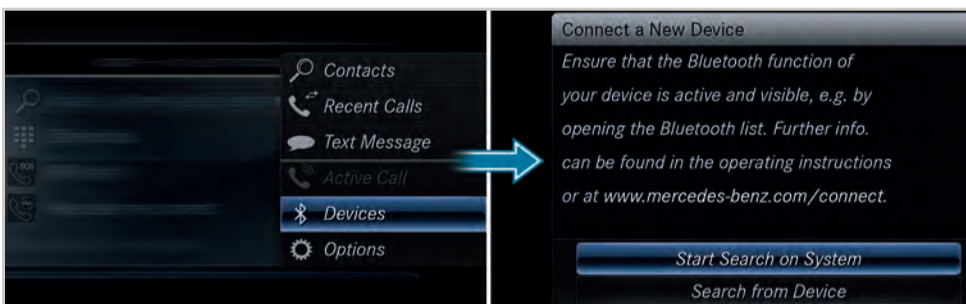 Contacts
Recent Calls
Text Message
Active Call
Devices
Options
Connect a New Device
Ensure that the Bluetooth function of
your device is active and visible, e.g. by
opening the Bluetooth list. Further info.
can be found in the operating instructions
or at www.mercedes-benz.com/connect.
Start Search on System
Search from Device